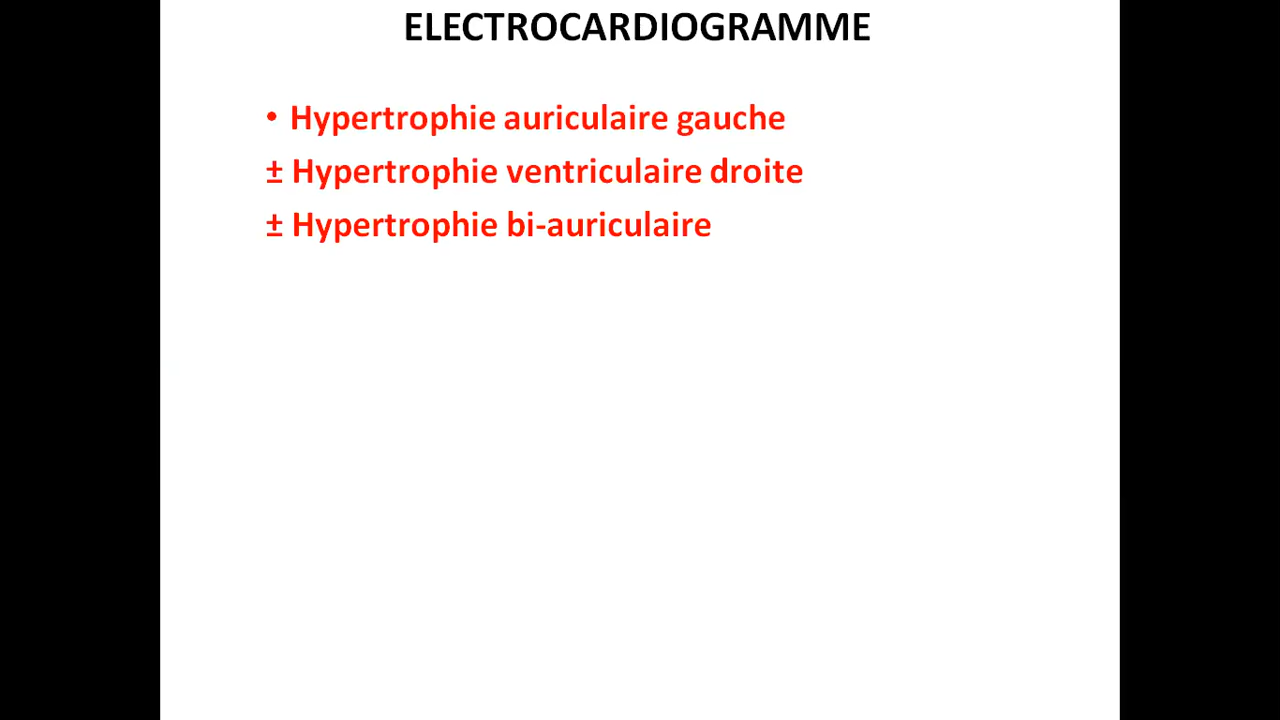 ELECTROCARDIOGRAMME
• Hypertrophie auriculaire gauche
± Hypertrophie ventriculaire droite
± Hypertrophie bi-auriculaire